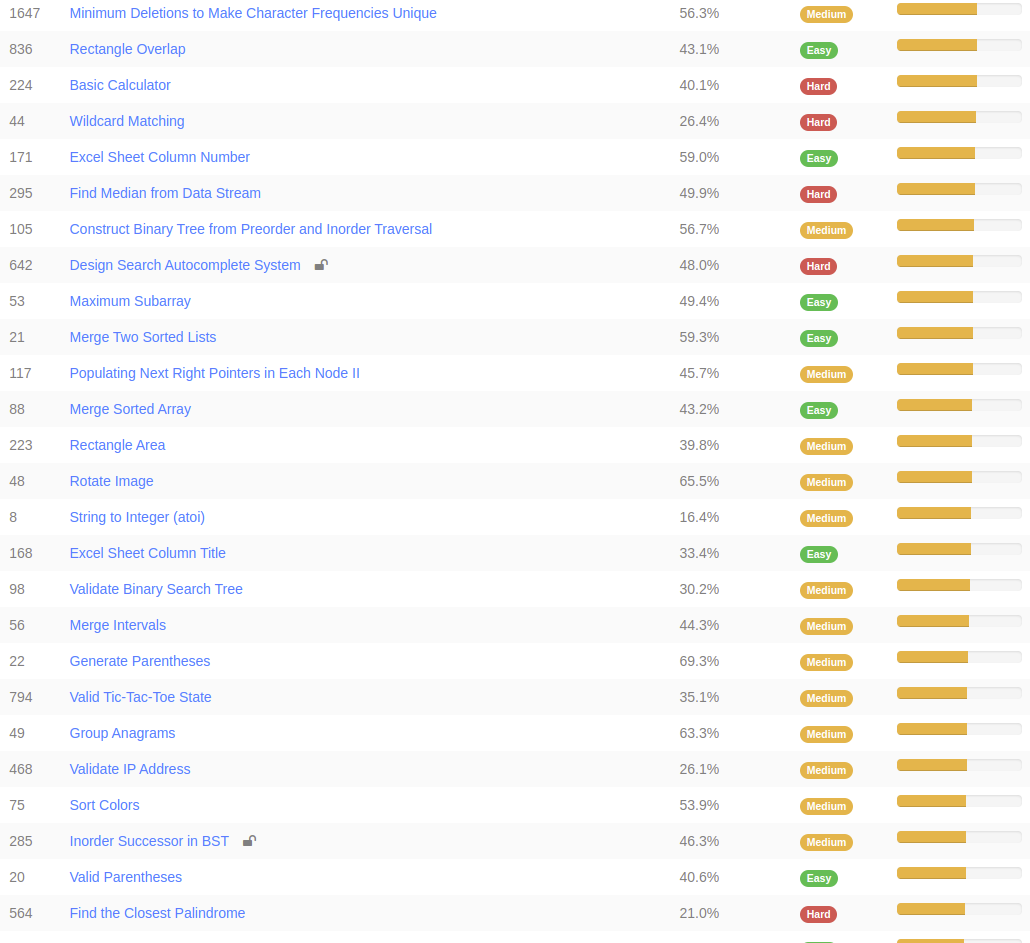 1647 Minimum Deletions to Make Character Frequencies Unique 56.3% Medium
836 Rectangle Overlap 43.1% Easy
224 Basic Calculator 40.1% Hard
44 Wildcard Matching 26.4% Hard
171 Excel Sheet Column Number 59.0% Easy
295 Find Median from Data Stream 49.9% Hard
105 Construct Binary Tree from Preorder and Inorder Traversal 56.7% Medium
642 Design Search Autocomplete System 48.0% Hard
53 Maximum Subarray 49.4% Easy
21 Merge Two Sorted Lists 59.3% Easy
117 Populating Next Right Pointers in Each Node II 45.7% Medium
88 Merge Sorted Array 43.2% Easy
223 Rectangle Area 39.8% Medium
48 Rotate Image 65.5% Medium
8 String to Integer (atoi) 16.4% Medium
168 Excel Sheet Column Title 33.4% Easy
98 Validate Binary Search Tree 30.2% Medium
56 Merge Intervals 44.3% Medium
22 Generate Parentheses 69.3% Medium
794 Valid Tic-Tac-Toe State 35.1% Medium
49 Group Anagrams 63.3% Medium
468 Validate IP Address 26.1% Medium
75 Sort Colors 53.9% Medium
285 Inorder Successor in BST 46.3% Medium
20 Valid Parentheses 40.6% Easy
564 Find the Closest Palindrome 21.0% Hard